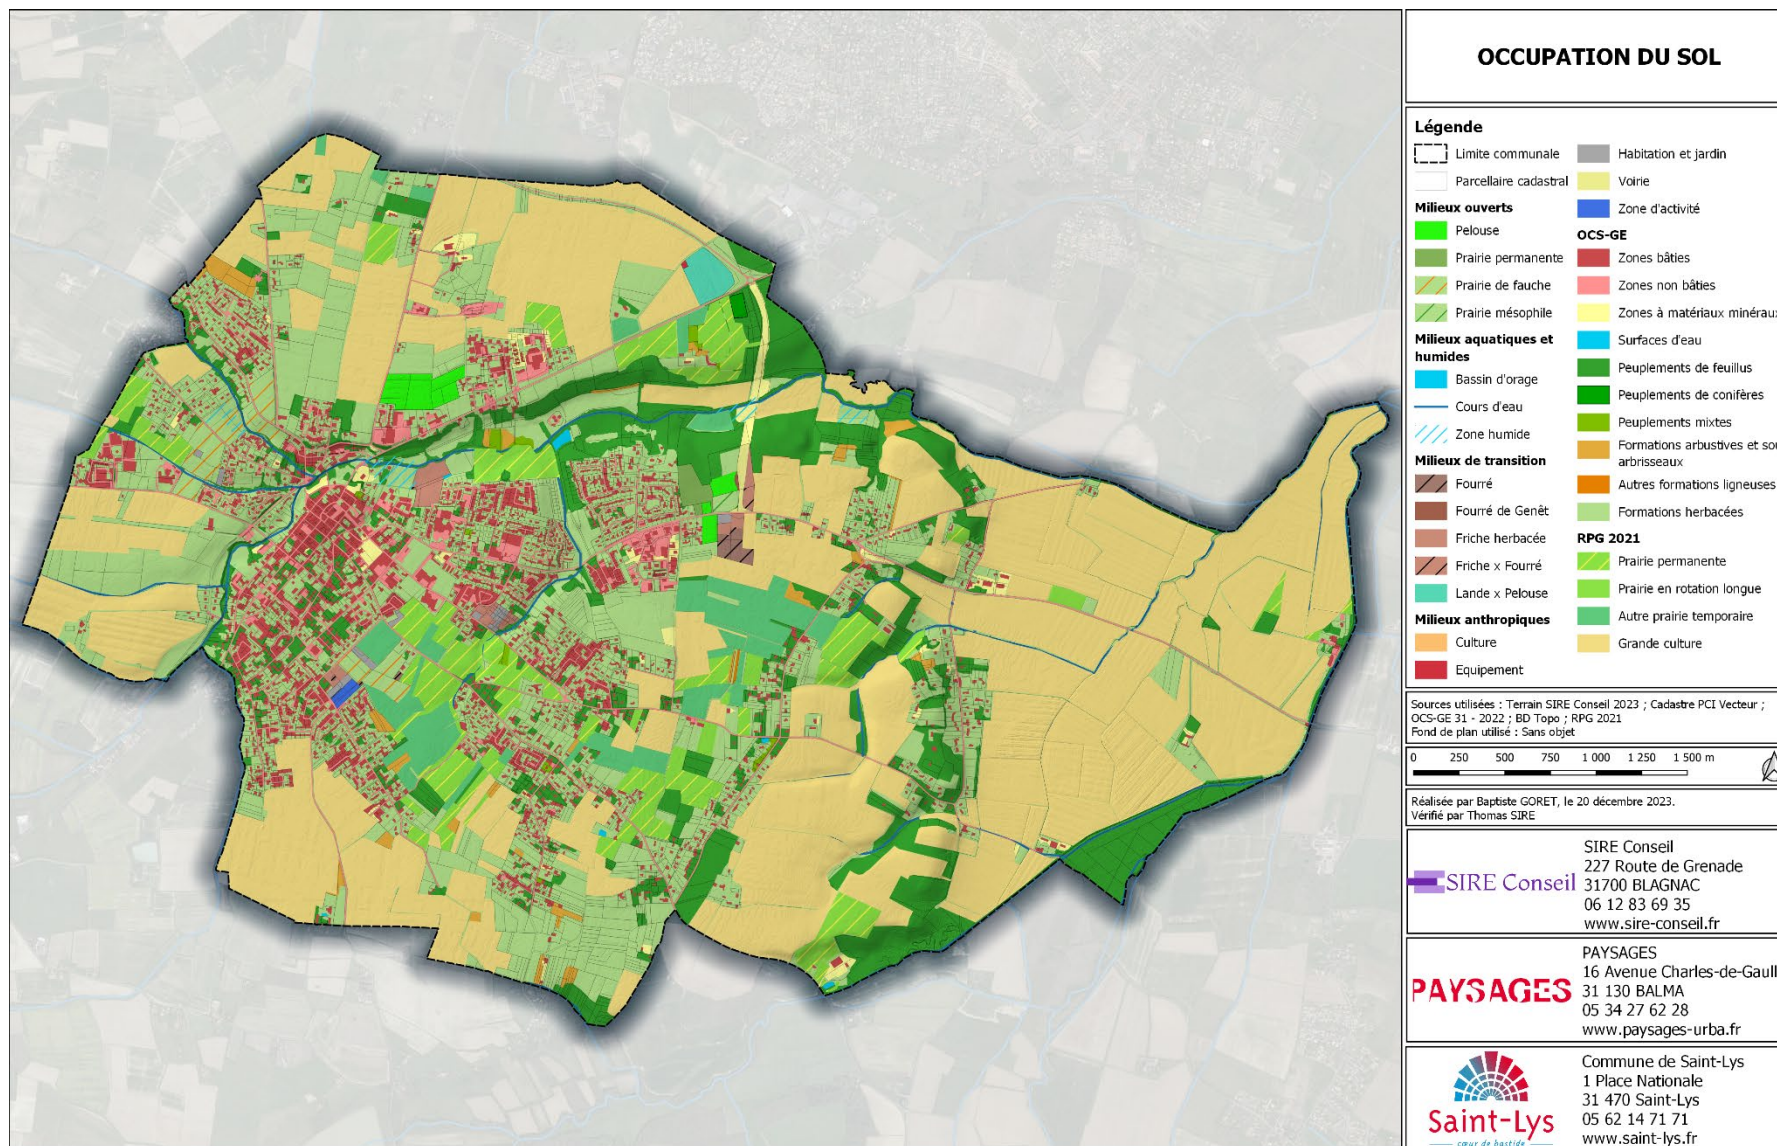 OCCUPATION DU SOL
Légende
Limite communale
Parcellaire cadastral
Milieux ouverts
Pelouse
Prairie permanente
Prairie de fauche
Prairie mésophile
Milieux aquatiques et
humides
Bassin d'orage
Cours d'eau
Zone humide
Milieux de transition
Fourré
Fourré de Genêt
Friche herbacée
Friche x Fourré
Lande x Pelouse
Milieux anthropiques
Culture
Equipement
Habitation et jardin
Voirie
Zone d'activité
OCS-GE
Zones bâties
Zones non bâties
Zones à matériaux minéraux
Surfaces d'eau
Peuplements de feuillus
Peuplements de conifères
Peuplements mixtes
Formations arbustives et sou
arbrisseaux
Autres formations ligneuses
Formations herbacées
RPG 2021
Prairie permanente
Prairie en rotation longue
Autre prairie temporaire
Grande culture
Sources utilisées : Terrain SIRE Conseil 2023 ; Cadastre PCI Vecteur ;
OCS-GE 31 - 2022 ; BD Topo ; RPG 2021
Fond de plan utilisé : Sans objet
0 250 500 750 1 000 1 250 1 500 m
Réalisée par Baptiste GORET, le 20 décembre 2023.
Vérifié par Thomas SIRE
SIRE Conseil
SIRE Conseil
227 Route de Grenade
31700 BLAGNAC
06 12 83 69 35
www.sire-conseil.fr
PAYSAGES
PAYSAGES
16 Avenue Charles-de-Gaull
31 130 BALMA
05 34 27 62 28
www.paysages-urba.fr
Saint-Lys
cœur de bastide
Commune de Saint-Lys
1 Place Nationale
31 470 Saint-Lys
05 62 14 71 71
www.saint-lys.fr